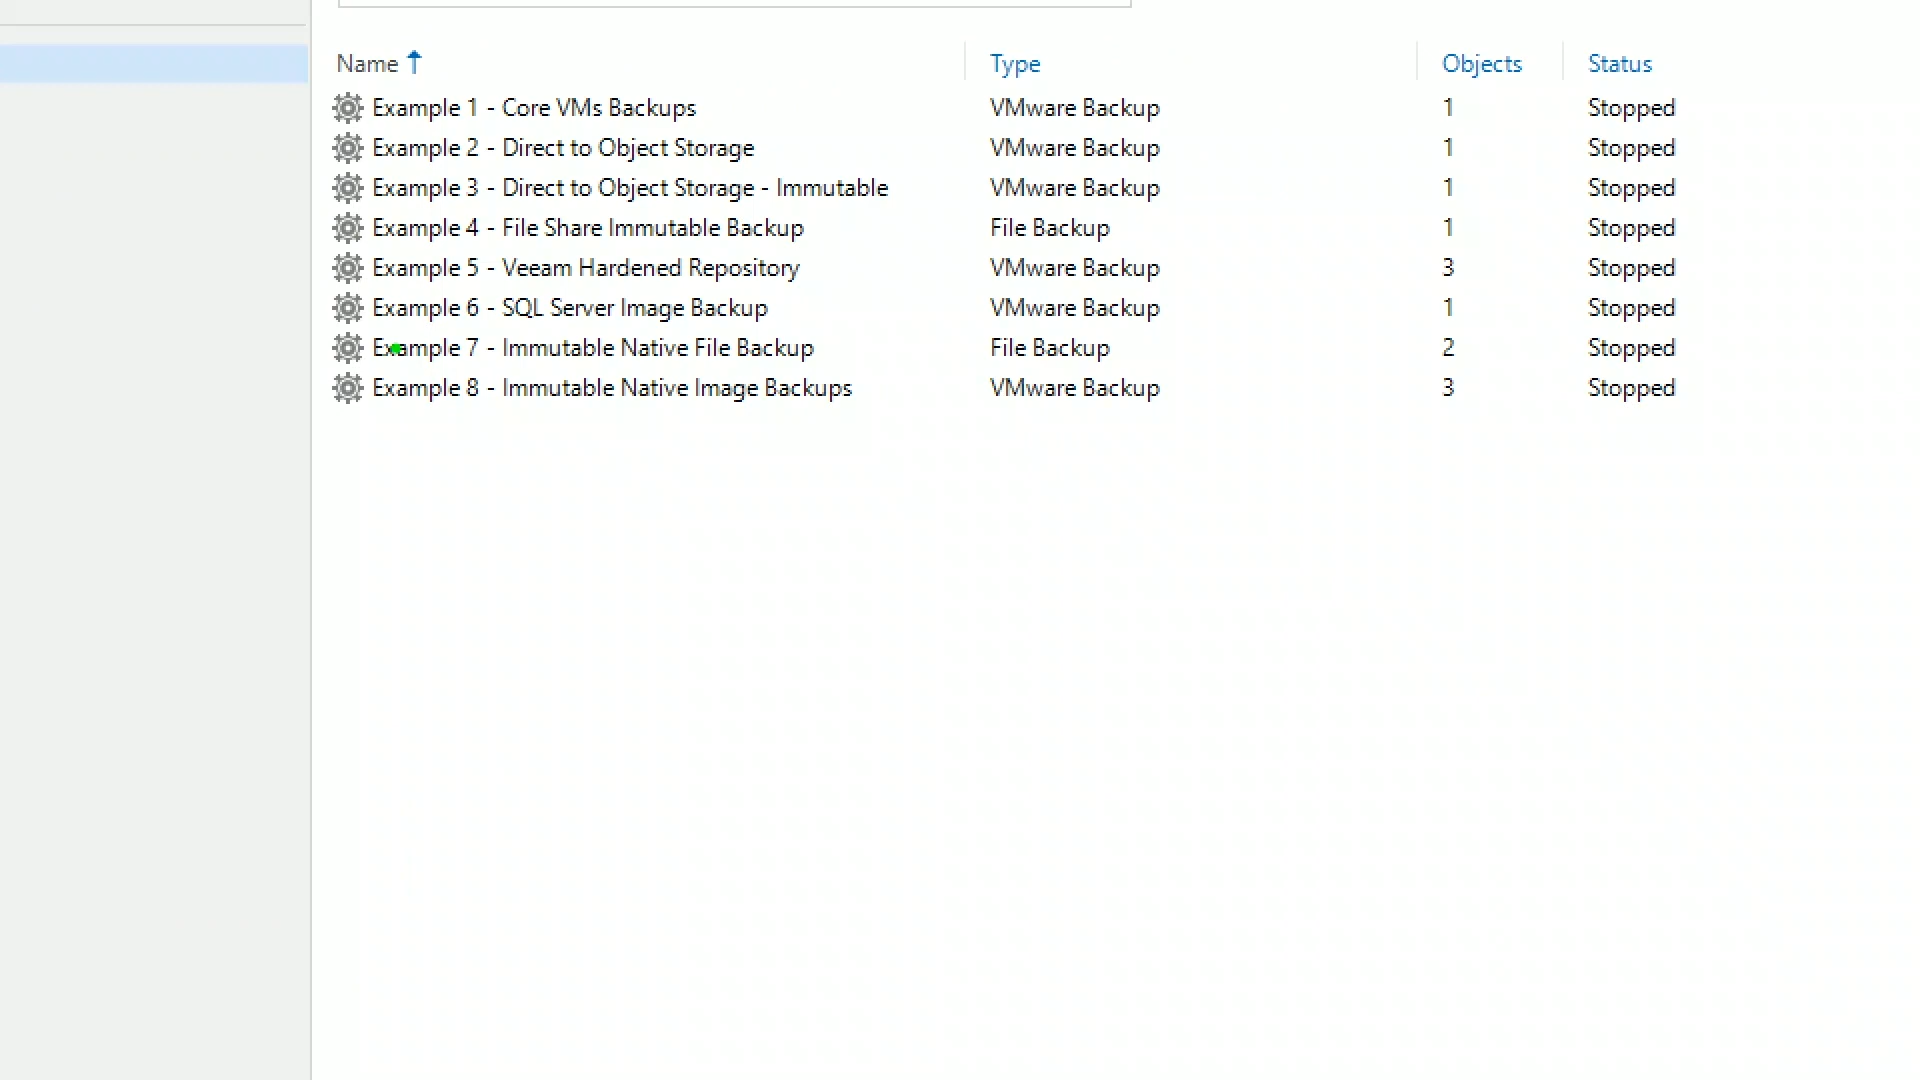 Name Type Objects Status
Example 1 - Core VMs Backups VMware Backup 1 Stopped
Example 2 - Direct to Object Storage VMware Backup 1 Stopped
Example 3 - Direct to Object Storage - Immutable VMware Backup 1 Stopped
Example 4 - File Share Immutable Backup File Backup 1 Stopped
Example 5 - Veeam Hardened Repository VMware Backup 3 Stopped
Example 6 - SQL Server Image Backup VMware Backup 1 Stopped
Example 7 - Immutable Native File Backup File Backup 2 Stopped
Example 8 - Immutable Native Image Backups VMware Backup 3 Stopped